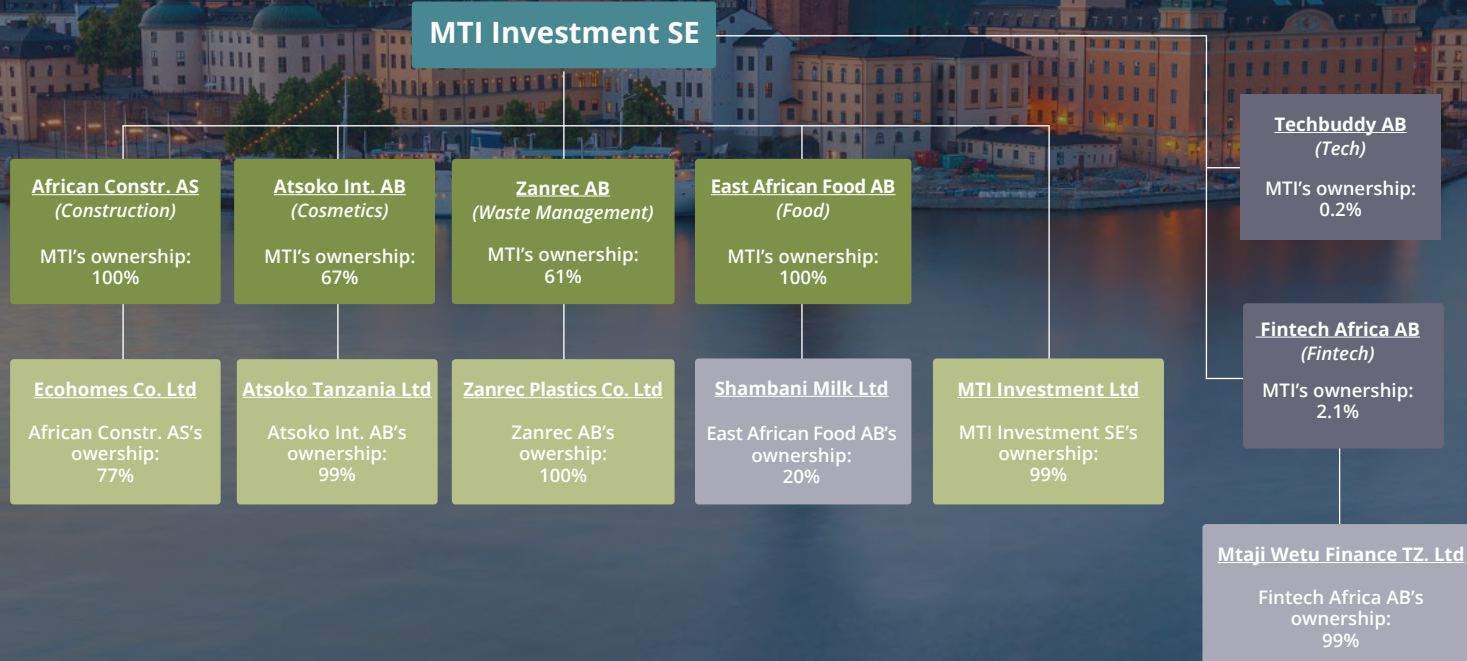 MTI Investment SE
Techbuddy AB
(Tech)
MTI’s ownership:
0.2%
African Constr. AS
(Construction)
MTI’s ownership:
100%
Atsoko Int. AB
(Cosmetics)
MTI’s ownership:
67%
Zanrec AB
(Waste Management)
MTI’s ownership:
61%
East African Food AB
(Food)
MTI’s ownership:
100%
Fintech Africa AB
(Fintech)
MTI’s ownership:
2.1%
Ecohomes Co. Ltd
African Constr. AS’s
owership:
77%
Atsoko Tanzania Ltd
Atsoko Int. AB’s
ownership:
99%
Zanrec Plastics Co. Ltd
Zanrec AB’s
owership:
100%
Shambani Milk Ltd
East African Food AB’s
ownership:
20%
MTI Investment Ltd
MTI Investment SE’s
ownership:
99%
Mtaji Wetu Finance TZ. Ltd
Fintech Africa AB’s
ownership:
99%